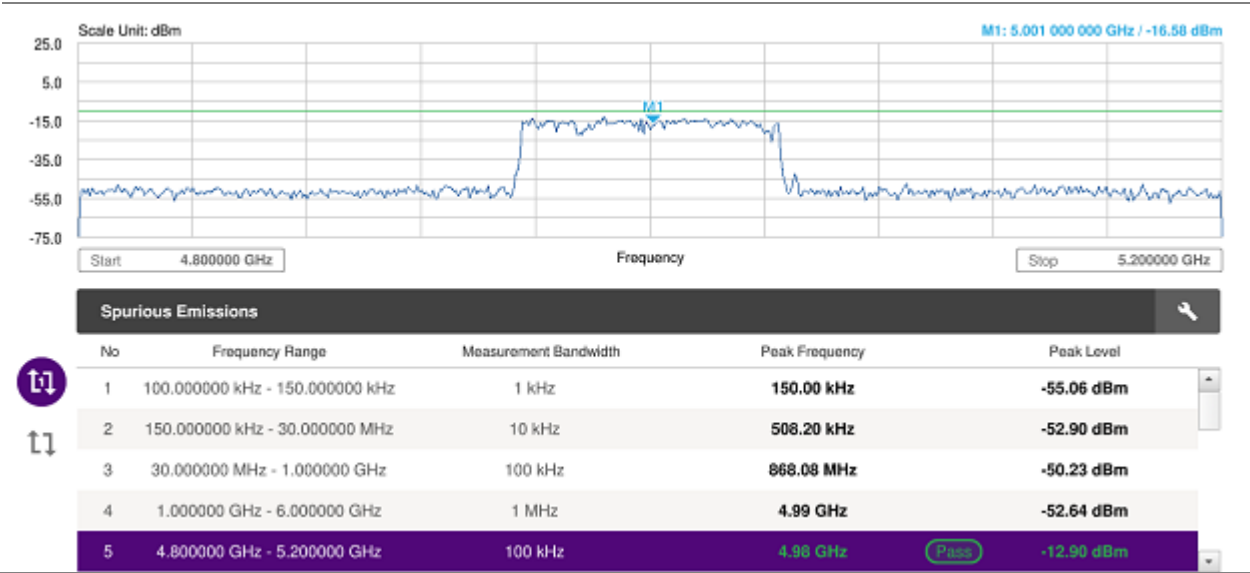 Scale Unit: dBm M1: 5.001 000 000 GHz / -16.58 dBm
25.0
5.0
-15.0
-35.0
-55.0
-75.0
M1
Start 4.800000 GHz Frequency Stop 5.200000 GHz
Spurious Emissions
No Frequency Range Measurement Bandwidth Peak Frequency Peak Level
1 100.000000 kHz - 150.000000 kHz 1 kHz 150.00 kHz -55.06 dBm
2 150.000000 kHz - 30.000000 MHz 10 kHz 508.20 kHz -52.90 dBm
3 30.000000 MHz - 1.000000 GHz 100 kHz 868.08 MHz -50.23 dBm
4 1.000000 GHz - 6.000000 GHz 1 MHz 4.99 GHz -52.64 dBm
5 4.800000 GHz - 5.200000 GHz 100 kHz 4.98 GHz Pass -12.90 dBm